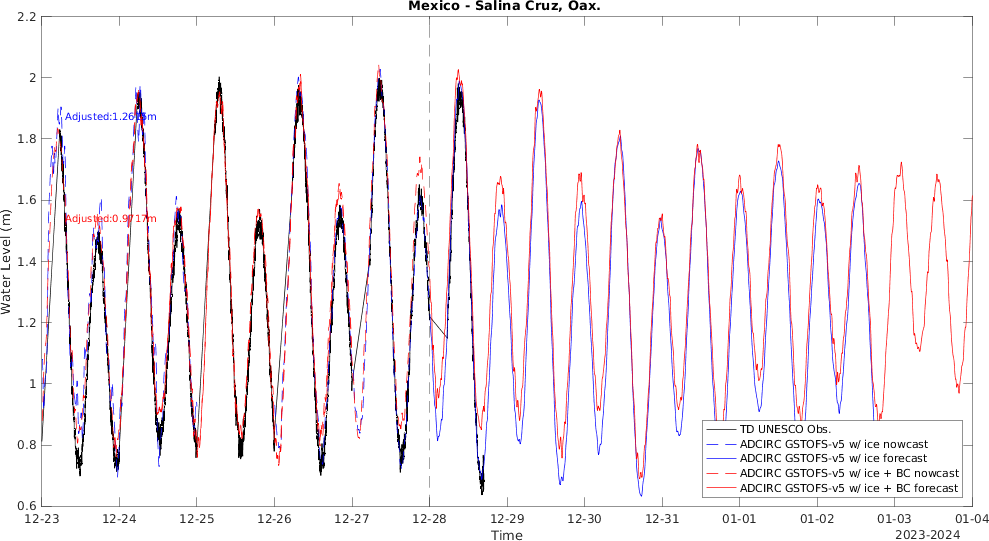 Mexico - Salina Cruz, Oax.
Water Level (m)
2.2
2
1.8
1.6
1.4
1.2
1
0.8
0.6
Adjusted:
Adjusted:0.9717m
TD UNESCO Obs.
ADCIRC GSTOFS-v5 w/ ice nowcast
ADCIRC GSTOFS-v5 w/ ice forecast
ADCIRC GSTOFS-v5 w/ ice + BC nowcast
ADCIRC GSTOFS-v5 w/ ice + BC forecast
12-23 12-24 12-25 12-26 12-27 12-28 12-29 12-30 12-31 01-01 01-02 01-03 01-04
Time
2023-2024